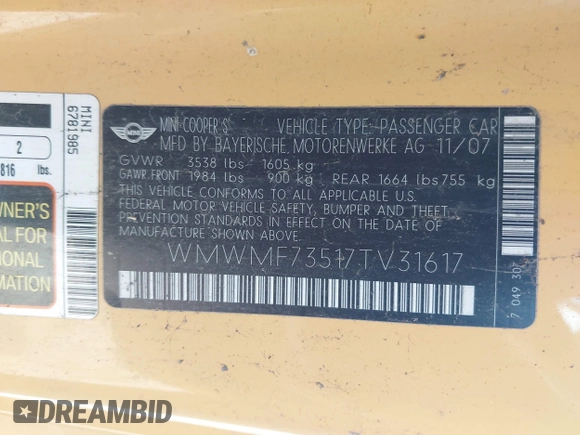 MINI
6781985
2
816 lbs.
WNER'S
AL FOR
IONAL
MATION
MINI
MINI COOPER S VEHICLE TYPE-PASSENGER CAR
MFD BY BAYERISCHE MOTORENWERKE AG 11/07
GVWR 3538 lbs - 1605 kg
GAWR FRONT 1984 lbs - 900 kg REAR 1664 lbs 755 kg
THIS VEHICLE CONFORMS TO ALL APPLICABLE U.S.
FEDERAL MOTOR VEHICLE SAFETY, BUMPER AND THEFT
PREVENTION STANDARDS IN EFFECT ON THE DATE OF
MANUFACTURE SHOWN ABOVE.
WMWMF73517TV31617
7 049 307
DREAMBID